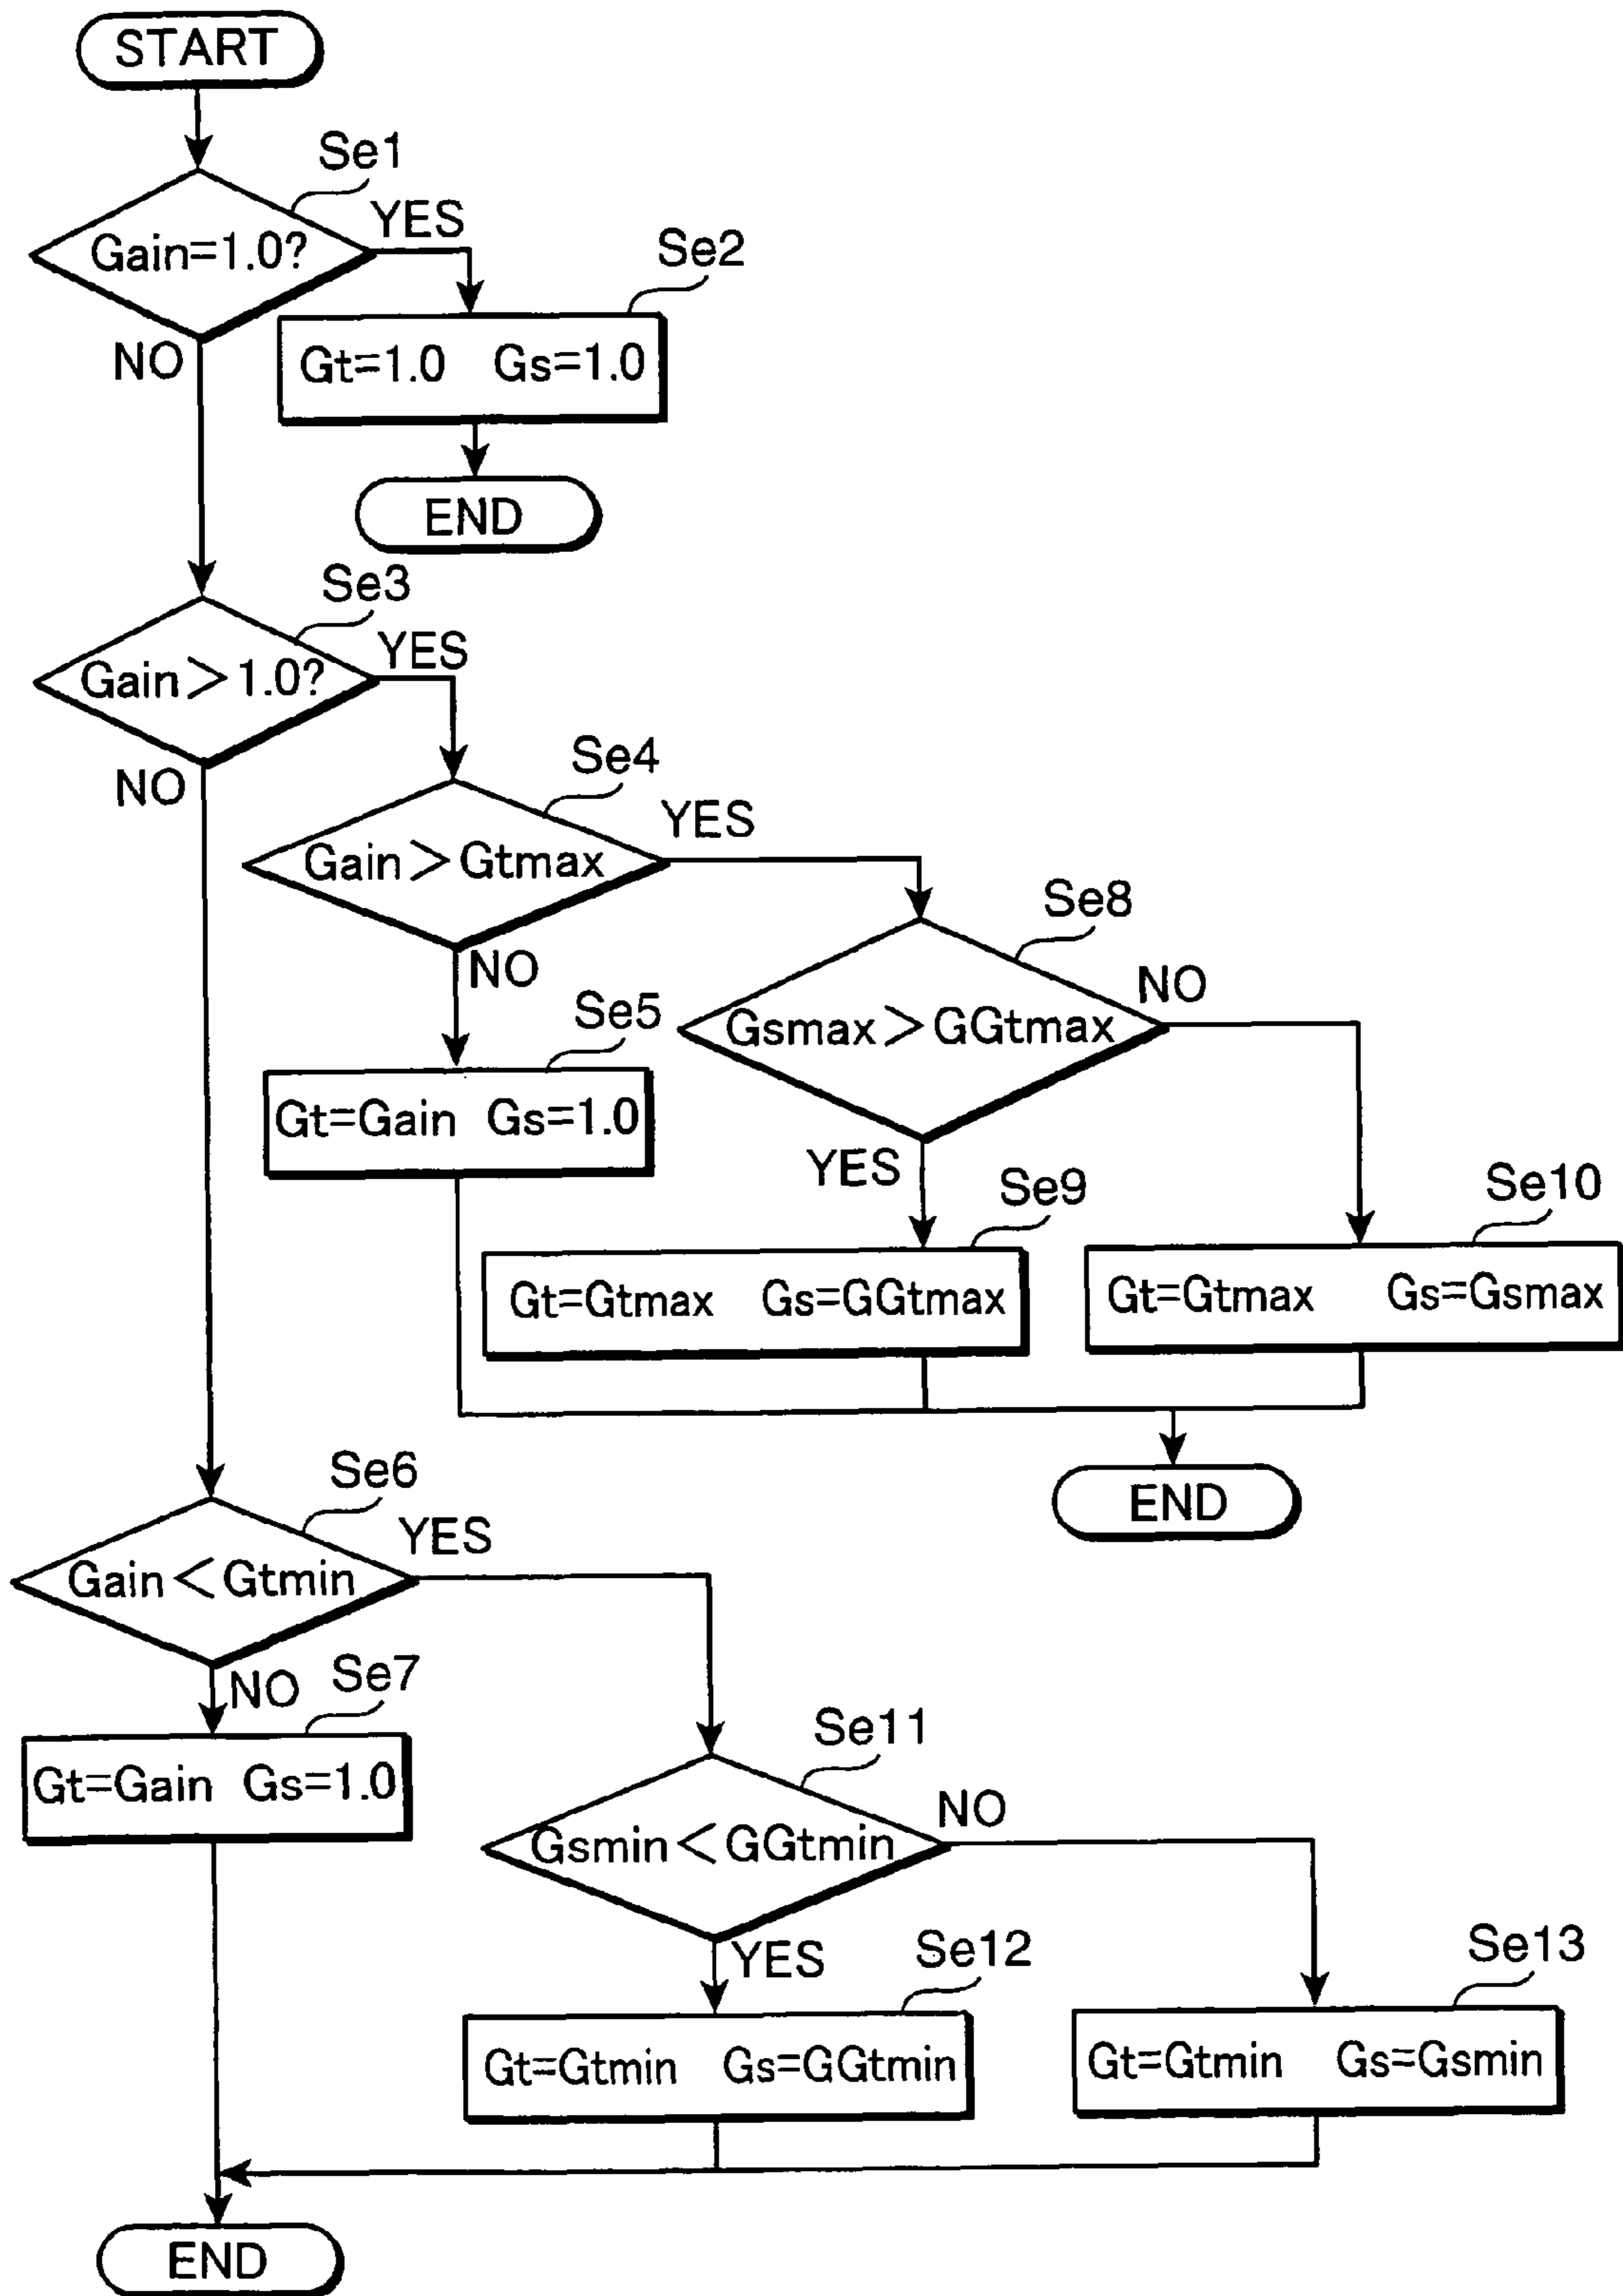 START
Se1
Gain=1.0?
YES
NO
Se2
Gt=1.0 Gs=1.0
END
Se3
Gain>1.0?
YES
NO
Se4
Gain>Gtmax
YES
NO
Se8
Gsmax>GGtmax
NO
YES
Se5
Gt=Gain Gs=1.0
Se9
Gt=Gtmax Gs=GGtmax
Se10
Gt=Gtmax Gs=Gsmax
END
Se6
Gain<Gtmin
YES
NO
Se7
Gt=Gain Gs=1.0
Se11
Gsmin<GGtmin
NO
YES
Se12
Gt=Gtmin Gs=GGtmin
Se13
Gt=Gtmin Gs=Gsmin
END